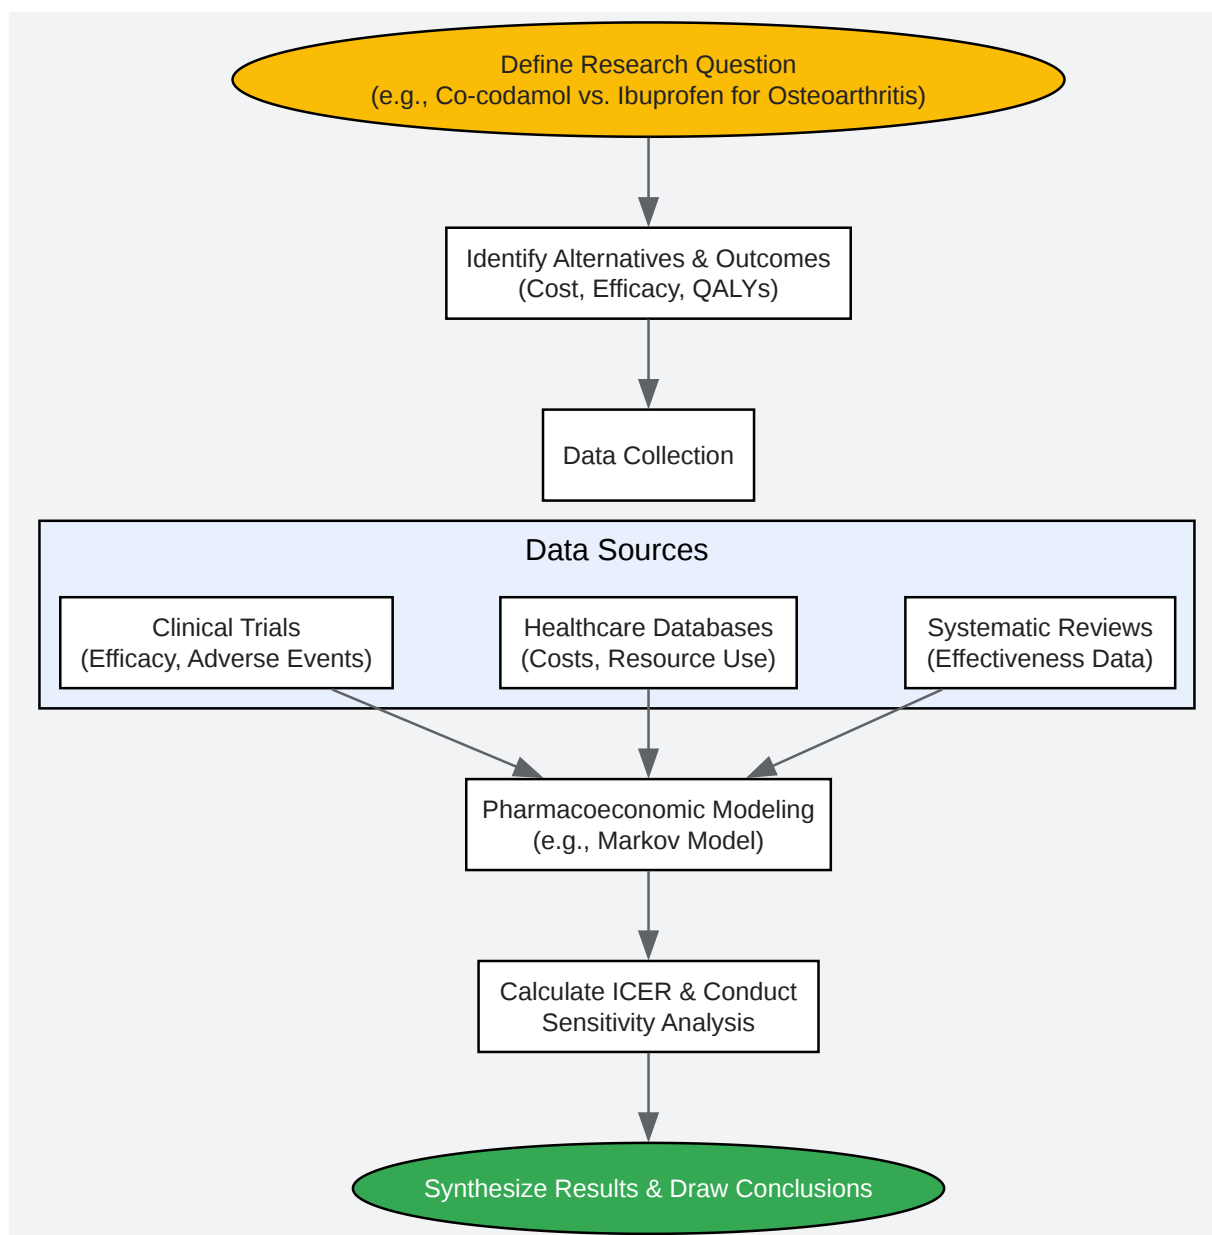 Define Research Question
(e.g., Co-codamol vs. Ibuprofen for Osteoarthritis)
Identify Alternatives & Outcomes
(Cost, Efficacy, QALYs)
Data Collection
Data Sources
Clinical Trials
(Efficacy, Adverse Events)
Healthcare Databases
(Costs, Resource Use)
Systematic Reviews
(Effectiveness Data)
Pharmacoeconomic Modeling
(e.g., Markov Model)
Calculate ICER & Conduct
Sensitivity Analysis
Synthesize Results & Draw Conclusions